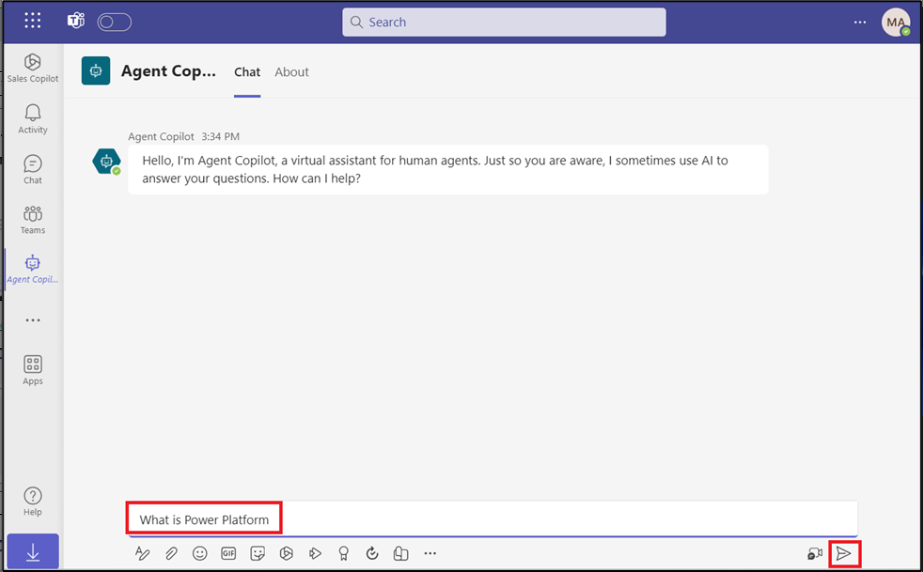 Search
MA
Sales Copilot
Activity
Chat
Teams
Agent Copil...
Apps
Help
Agent Cop...
Chat
About
Agent Copilot 3:34 PM
Hello, I'm Agent Copilot, a virtual assistant for human agents. Just so you are aware, I sometimes use AI to
answer your questions. How can I help?
What is Power Platform
GIF